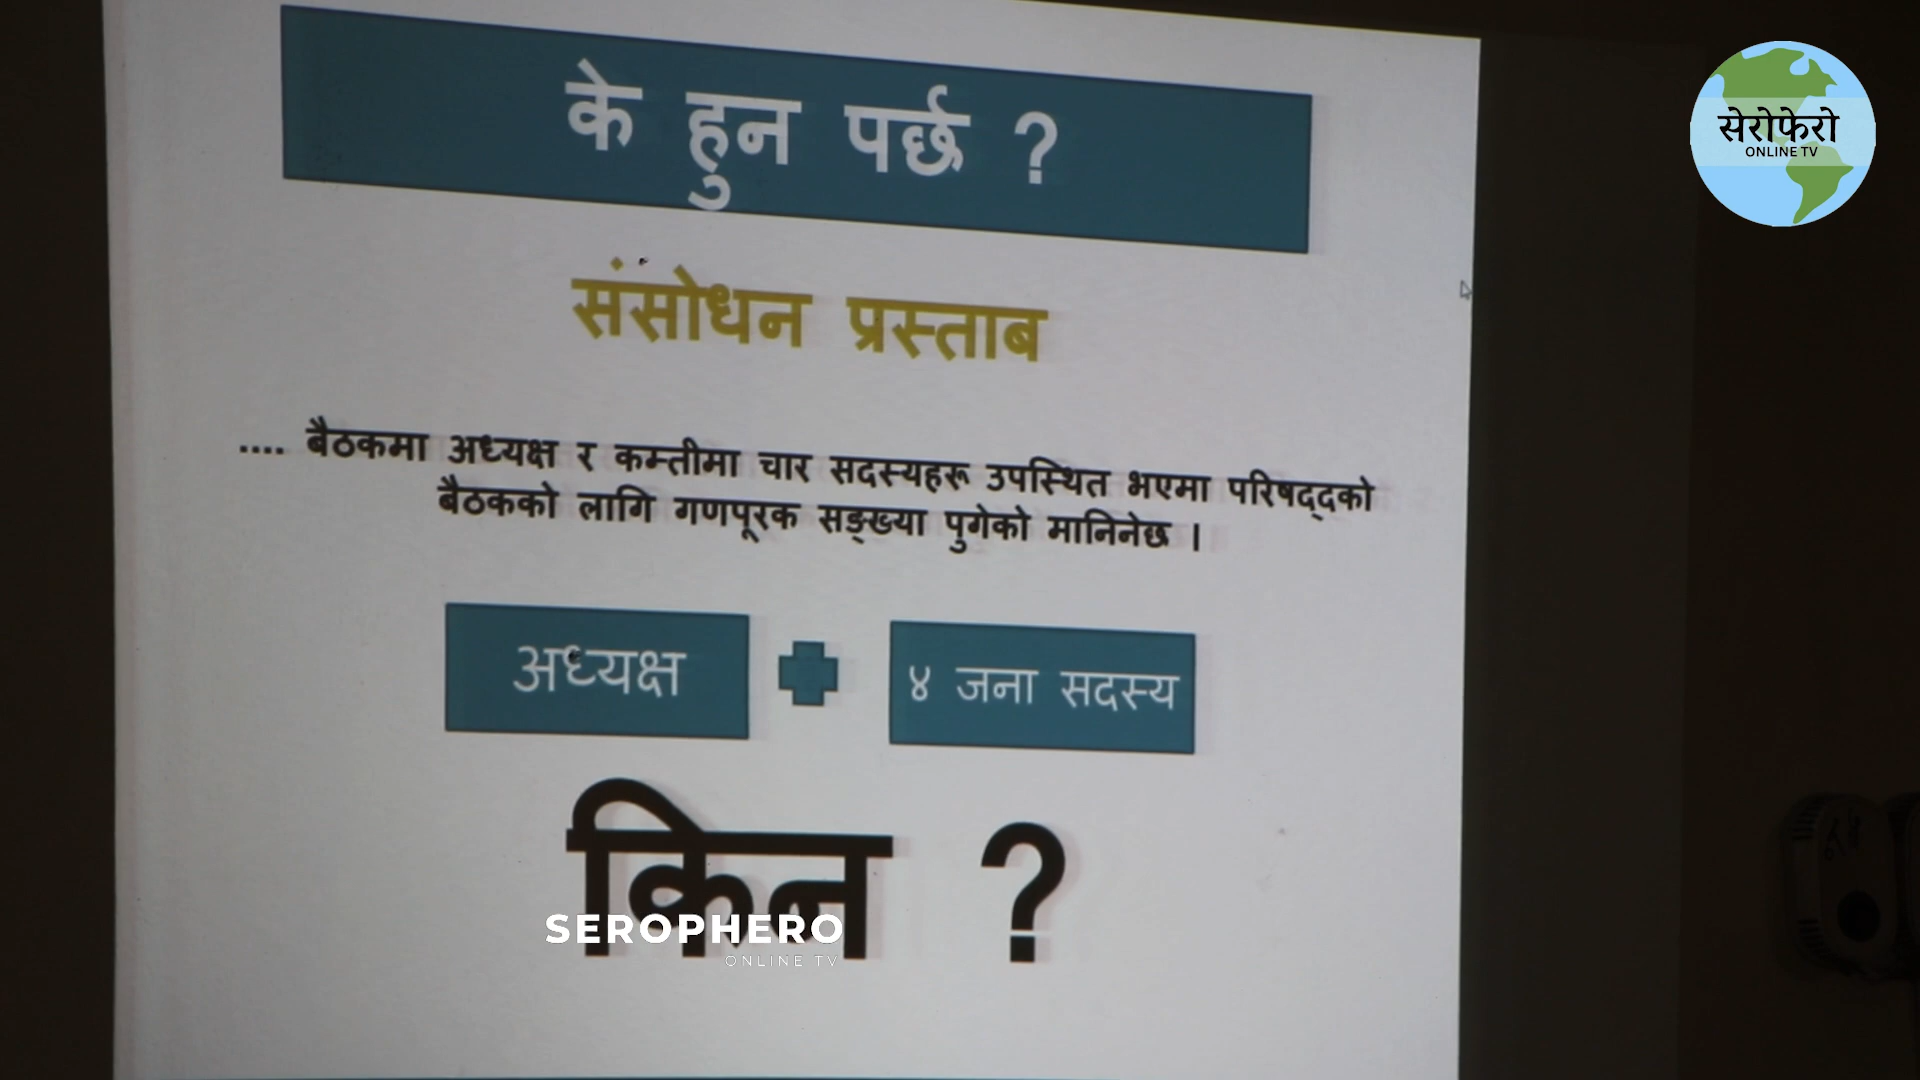 के हुन पर्छ ?
सेरोफेरो
ONLINE TV
संसोधन प्रस्ताब
.... बैठकमा अध्यक्ष र कम्तीमा चार सदस्यहरू उपस्थित भएमा परिषद्दको
बैठकको लागि गणपूरक सङ्ख्या पुगेको मानिनेछ ।
अध्यक्ष
४ जना सदस्य
किन ?
SEROPHERO
ONLINE TV